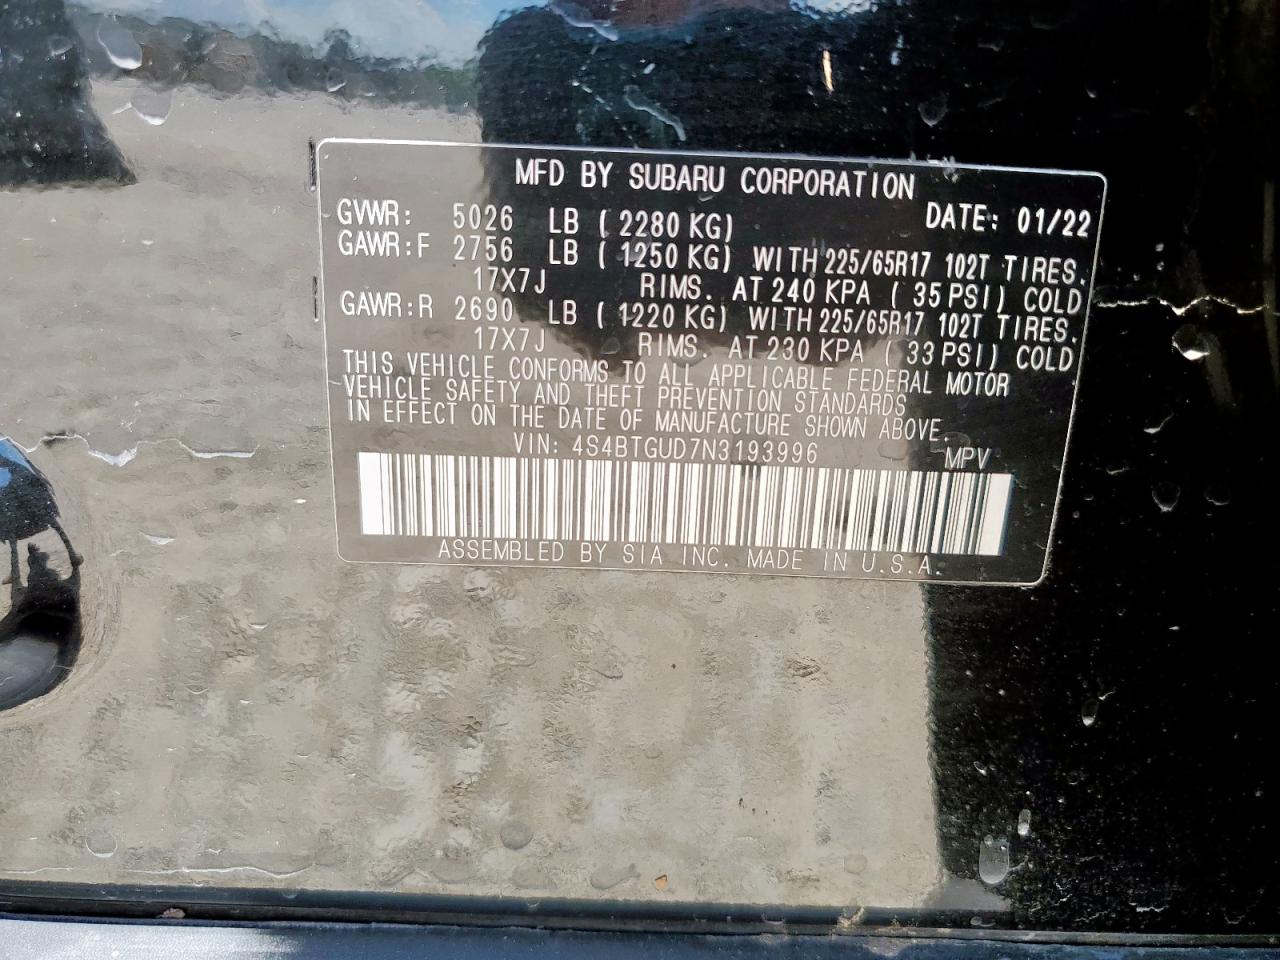 MFD BY SUBARU CORPORATION
GVWR: 5026 LB ( 2280 KG) DATE: 01/22
GAWR:F 2756 LB ( 1250 KG) WITH 225/65R17 102T TIRES.
17X7J RIMS. AT 240 KPA ( 35 PSI) COLD
GAWR:R 2690 LB ( 1220 KG) WITH 225/65R17 102T TIRES.
17X7J RIMS. AT 230 KPA ( 33 PSI) COLD
THIS VEHICLE CONFORMS TO ALL APPLICABLE FEDERAL MOTOR
VEHICLE SAFETY AND THEFT PREVENTION STANDARDS
IN EFFECT ON THE DATE OF MANUFACTURE SHOWN ABOVE.
VIN: 4S4BTGUD7N3193996 MPV
ASSEMBLED BY SIA INC. MADE IN U.S.A.